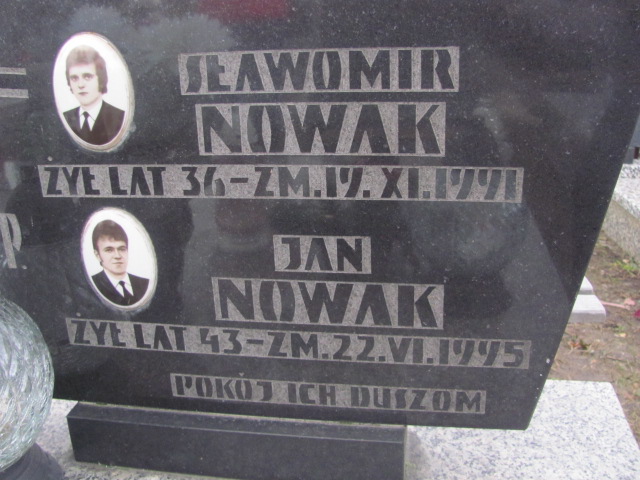 SŁAWOMIR
NOWAK
ŻYŁ LAT 36-ZM.19.XI.1991
JAN
NOWAK
ŻYŁ LAT 43-ZM.22.VI.1995
POKÓJ ICH DUSZOM